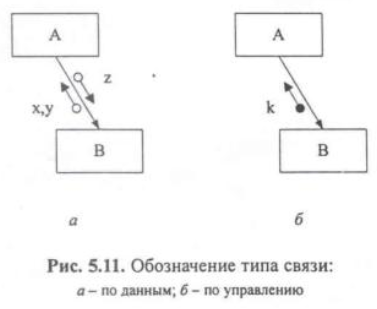 A A
z
x,y k
B B
а б
Рис. 5.11. Обозначение типа связи:
а – по данным; б – по управлению